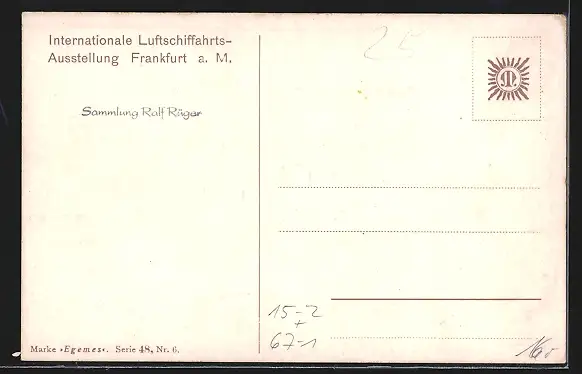 Internationale Luftschiffahrts-
Ausstellung Frankfurt a. M.
25
Sammlung Ralf Rüger
15-2
+
67-1
Marke »Egemes«. Serie 48, Nr. 6.